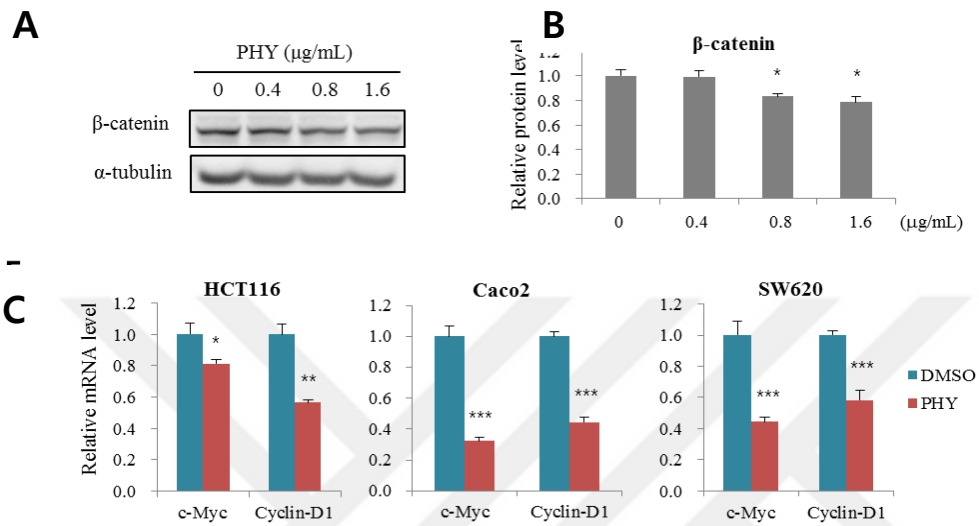 A
PHY (μg/mL)
0 0.4 0.8 1.6
β-catenin
α-tubulin
B
β-catenin
Relative protein level
1.2
1.0
0.8
0.6
0.4
0.2
0.0
* *
0 0.4 0.8 1.6 (μg/mL)
C
HCT116
Relative mRNA level
1.2
1.0
0.8
0.6
0.4
0.2
0.0
*
**
c-Myc Cyclin-D1
Caco2
1.2
1.0
0.8
0.6
0.4
0.2
0.0
***
***
c-Myc Cyclin-D1
SW620
1.2
1.0
0.8
0.6
0.4
0.2
0.0
***
***
c-Myc Cyclin-D1
DMSO
PHY